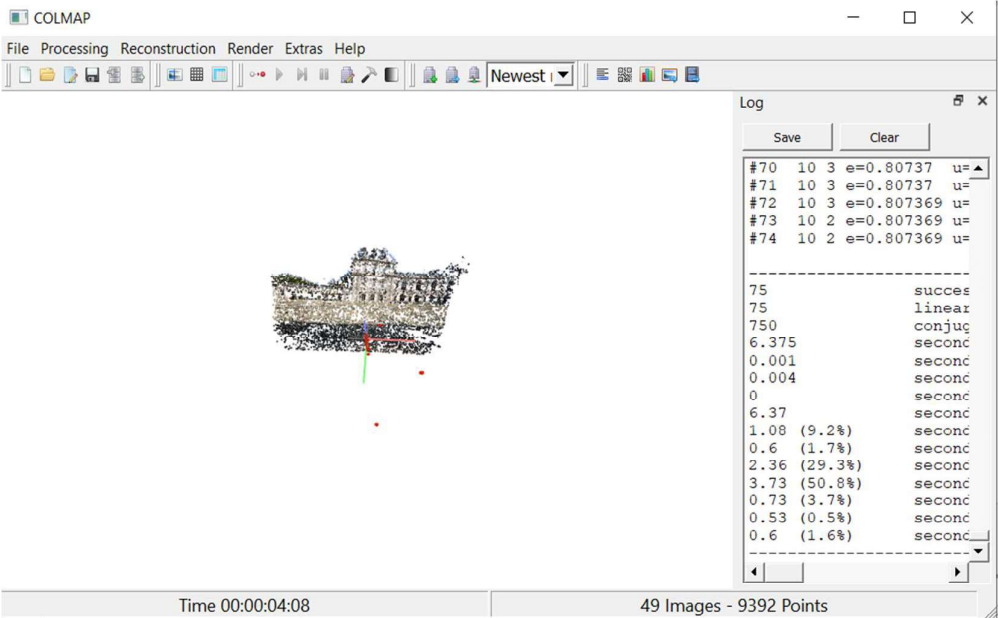 COLMAP
File Processing Reconstruction Render Extras Help
Newest
Log
Save Clear
#70 10 3 e=0.80737 u=
#71 10 3 e=0.80737 u=
#72 10 3 e=0.807369 u=
#73 10 2 e=0.807369 u=
#74 10 2 e=0.807369 u=
--------------------------
75 succes
75 linear
750 conjug
6.375 second
0.001 second
0.004 second
0 second
6.37 second
1.08 (9.2%) second
0.6 (1.7%) second
2.36 (29.3%) second
3.73 (50.8%) second
0.73 (3.7%) second
0.53 (0.5%) second
0.6 (1.6%) second
--------------------------
Time 00:00:04:08 49 Images - 9392 Points